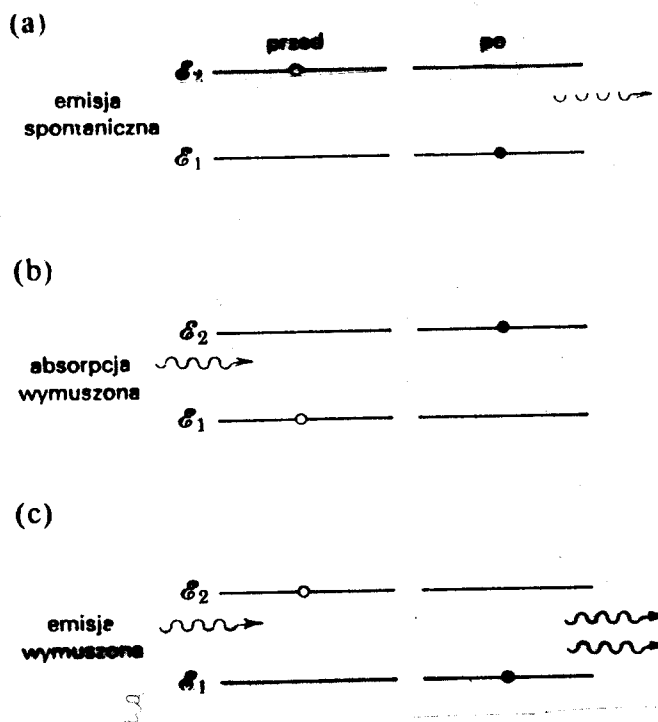 (a)
przed po
ℰ₂
emisja
spontaniczna
ℰ₁
(b)
ℰ₂
absorpcja
wymuszona
ℰ₁
(c)
ℰ₂
emisja
wymuszona
ℰ₁